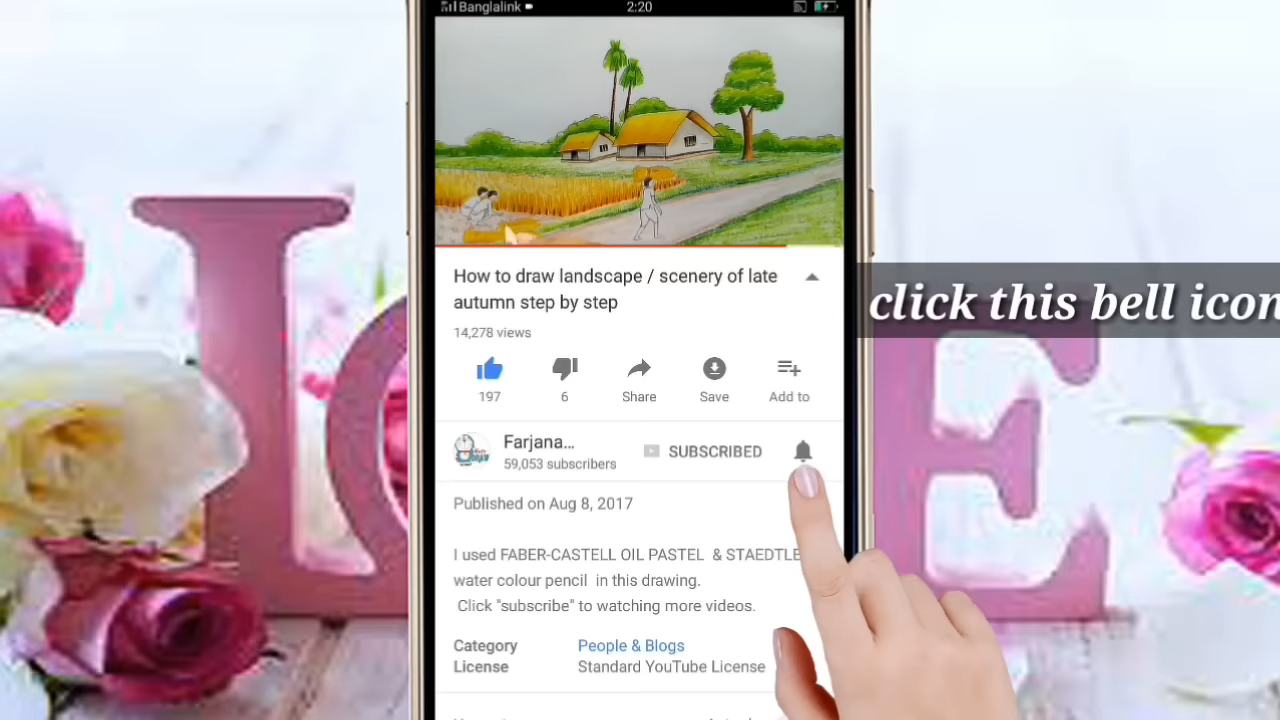 Banglalink
2:20
How to draw landscape / scenery of late
autumn step by step
14,278 views
197
6
Share
Save
Add to
Farjana...
59,053 subscribers
SUBSCRIBED
click this bell icon
Published on Aug 8, 2017
I used FABER-CASTELL OIL PASTEL & STAEDTLE
water colour pencil in this drawing.
Click "subscribe" to watching more videos.
Category People & Blogs
License Standard YouTube License